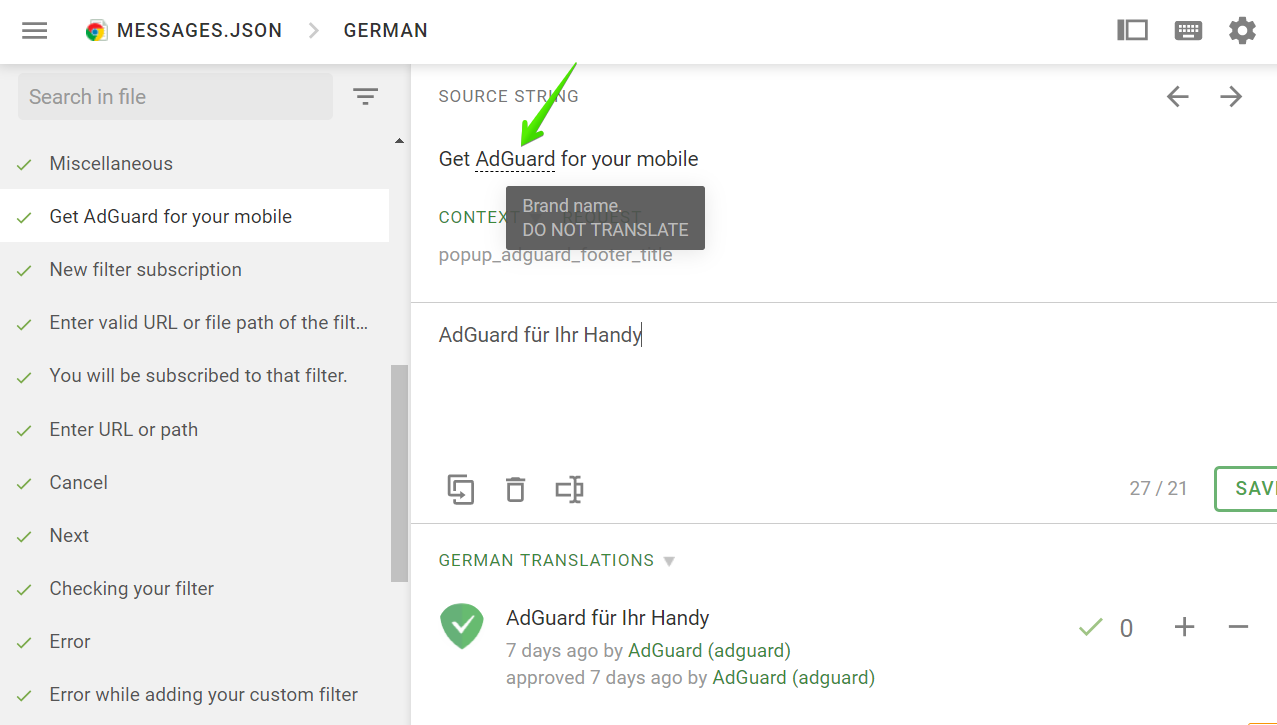 MESSAGES.JSON
GERMAN
Search in file
Miscellaneous
Get AdGuard for your mobile
New filter subscription
Enter valid URL or file path of the filt...
You will be subscribed to that filter.
Enter URL or path
Cancel
Next
Checking your filter
Error
Error while adding your custom filter
SOURCE STRING
Get AdGuard for your mobile
Brand name.
DO NOT TRANSLATE
CONTEXT REQUEST
popup_adguard_footer_title
AdGuard für Ihr Handy
27 / 21
SAVE
GERMAN TRANSLATIONS
AdGuard für Ihr Handy
0
7 days ago by AdGuard (adguard)
approved 7 days ago by AdGuard (adguard)